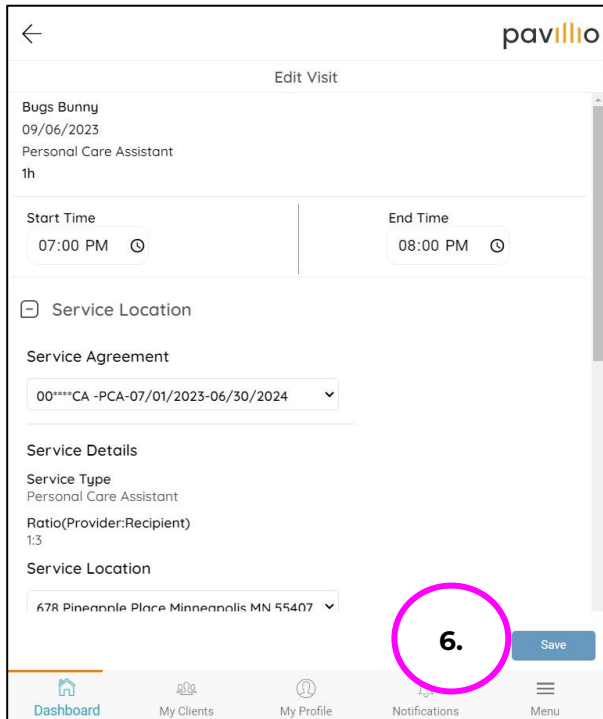 pavillio
Edit Visit
Bugs Bunny
09/06/2023
Personal Care Assistant
1h
Start Time
End Time
07:00 PM
08:00 PM
Service Location
Service Agreement
00****CA -PCA-07/01/2023-06/30/2024
Service Details
Service Type
Personal Care Assistant
Ratio(Provider:Recipient)
1:3
Service Location
678 Pineapple Place Minneapolis MN 55407
6.
Save
Dashboard
My Clients
My Profile
Notifications
Menu